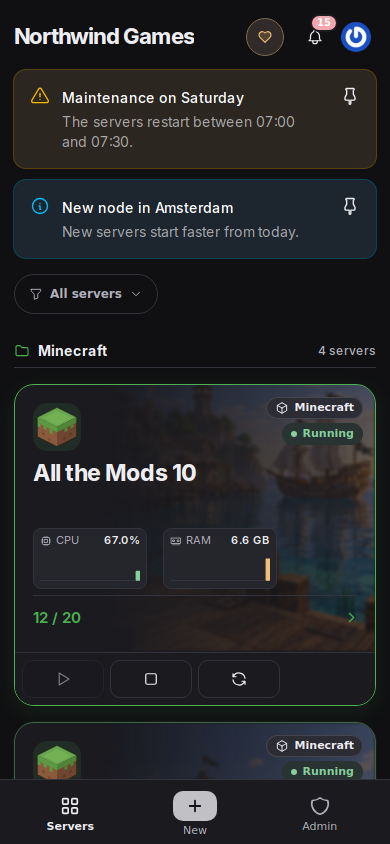 Northwind Games
15
Maintenance on Saturday
The servers restart between 07:00
and 07:30.
New node in Amsterdam
New servers start faster from today.
All servers
Minecraft
4 servers
Minecraft
Running
All the Mods 10
CPU 67.0%
RAM 6.6 GB
12 / 20
Minecraft
Running
Servers
New
Admin